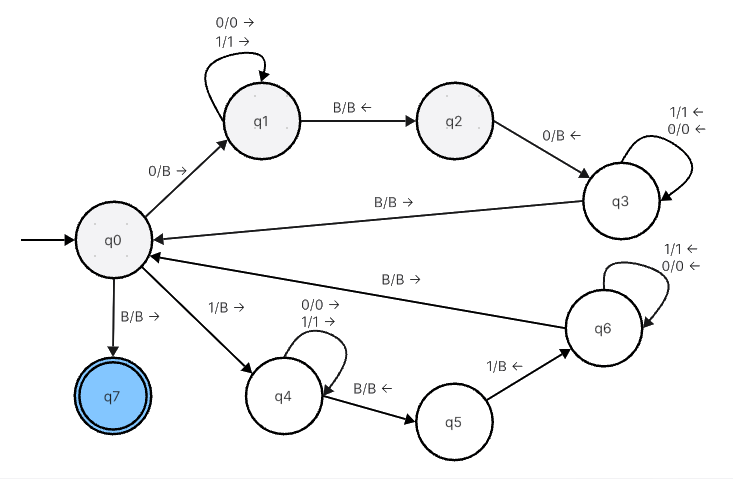 0/0 →
1/1 →
q1
B/B ←
q2
0/B ←
1/1 ←
0/0 ←
q3
0/B →
B/B →
q0
B/B →
1/1 ←
0/0 ←
q6
B/B →
1/B →
0/0 →
1/1 →
q7
q4
B/B ←
q5
1/B ←